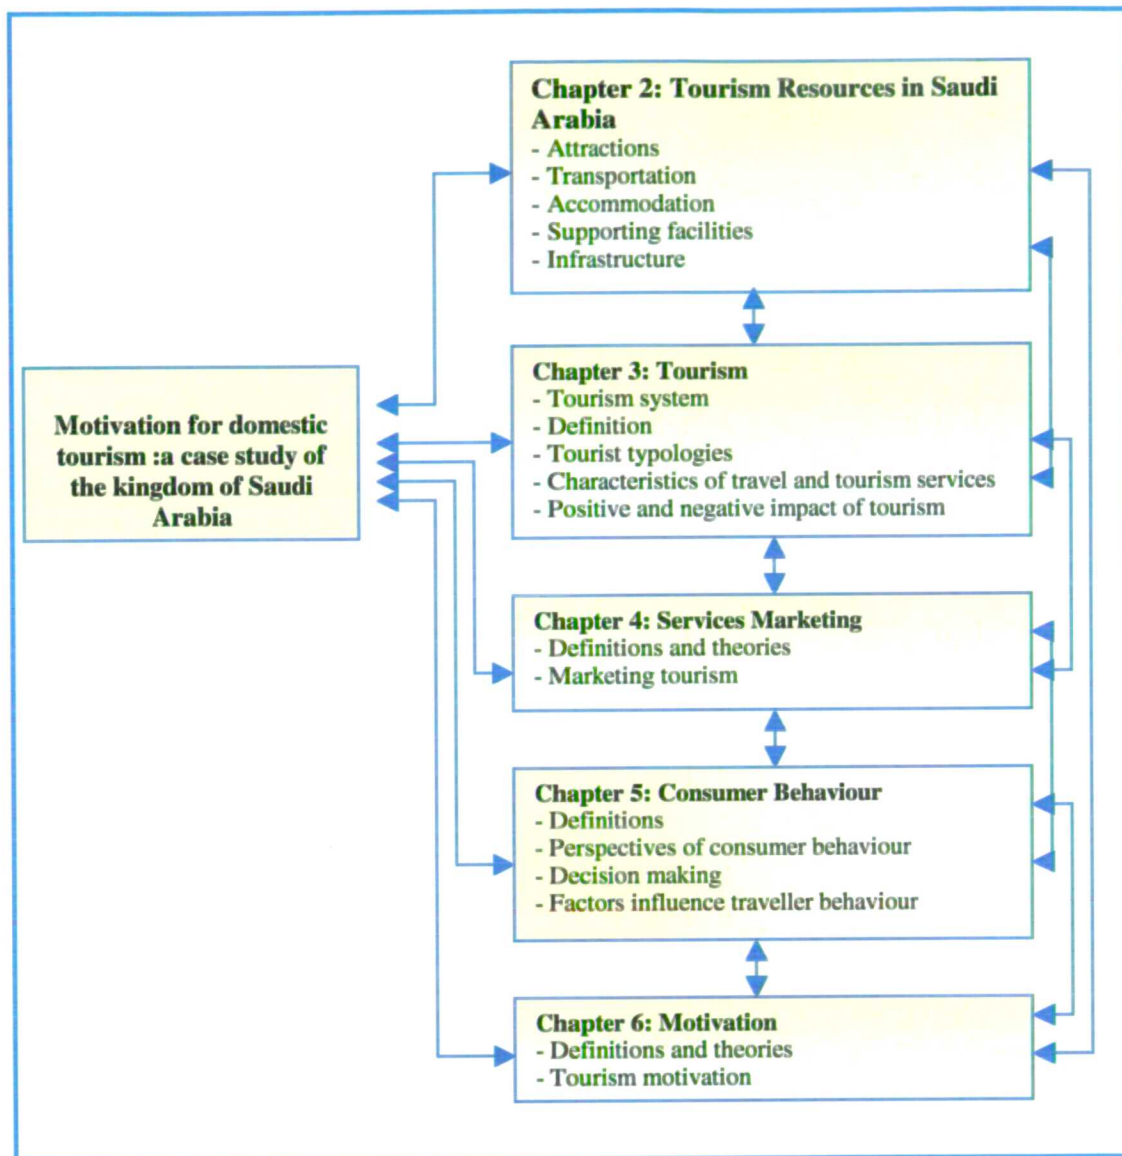 Chapter 2: Tourism Resources in Saudi
Arabia
- Attractions
- Transportation
- Accommodation
- Supporting facilities
- Infrastructure
Chapter 3: Tourism
- Tourism system
- Definition
- Tourist typologies
- Characteristics of travel and tourism services
- Positive and negative impact of tourism
Motivation for domestic
tourism :a case study of
the kingdom of Saudi
Arabia
Chapter 4: Services Marketing
- Definitions and theories
- Marketing tourism
Chapter 5: Consumer Behaviour
- Definitions
- Perspectives of consumer behaviour
- Decision making
- Factors influence traveller behaviour
Chapter 6: Motivation
- Definitions and theories
- Tourism motivation